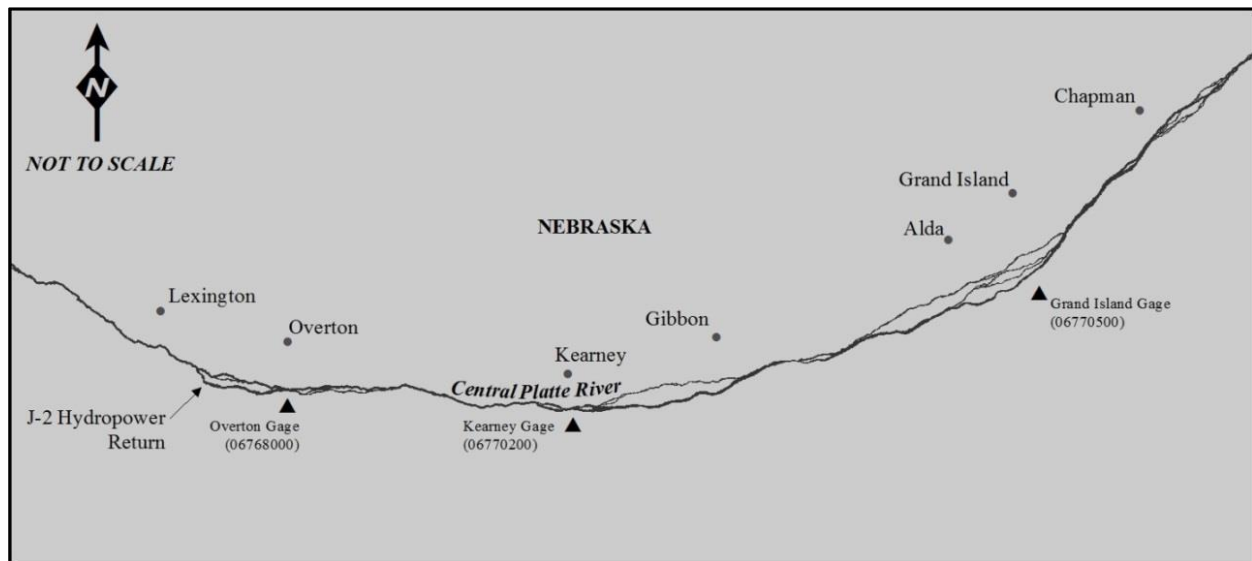 N
NOT TO SCALE
Chapman
Grand Island
Alda
NEBRASKA
Lexington
Overton
Gibbon
Kearney
Central Platte River
J-2 Hydropower
Return
Overton Gage
(06768000)
Kearney Gage
(06770200)
Grand Island Gage
(06770500)